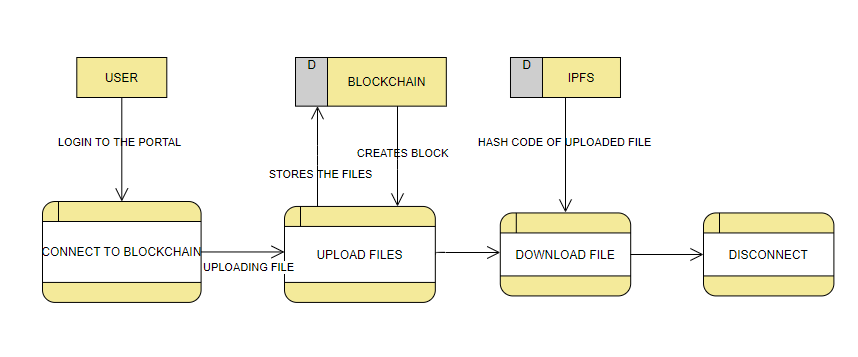 USER
D
BLOCKCHAIN
D
IPFS
LOGIN TO THE PORTAL
CREATES BLOCK
HASH CODE OF UPLOADED FILE
STORES THE FILES
CONNECT TO BLOCKCHAIN
UPLOADING FILE
UPLOAD FILES
DOWNLOAD FILE
DISCONNECT